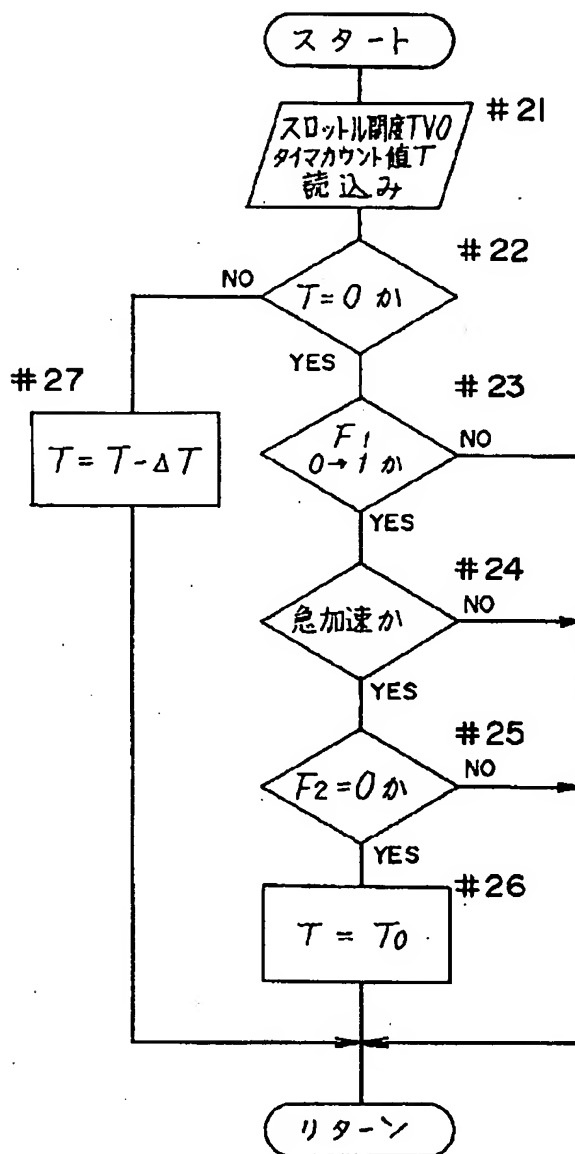 スタート
#21
スロットル開度TVO
タイマカウント値T
読込み
#22
T=0か
NO
YES
#27
T=T-ΔT
#23
F1
0→1か
NO
YES
#24
急加速か
NO
YES
#25
F2=0か
NO
YES
#26
T=T0
リターン